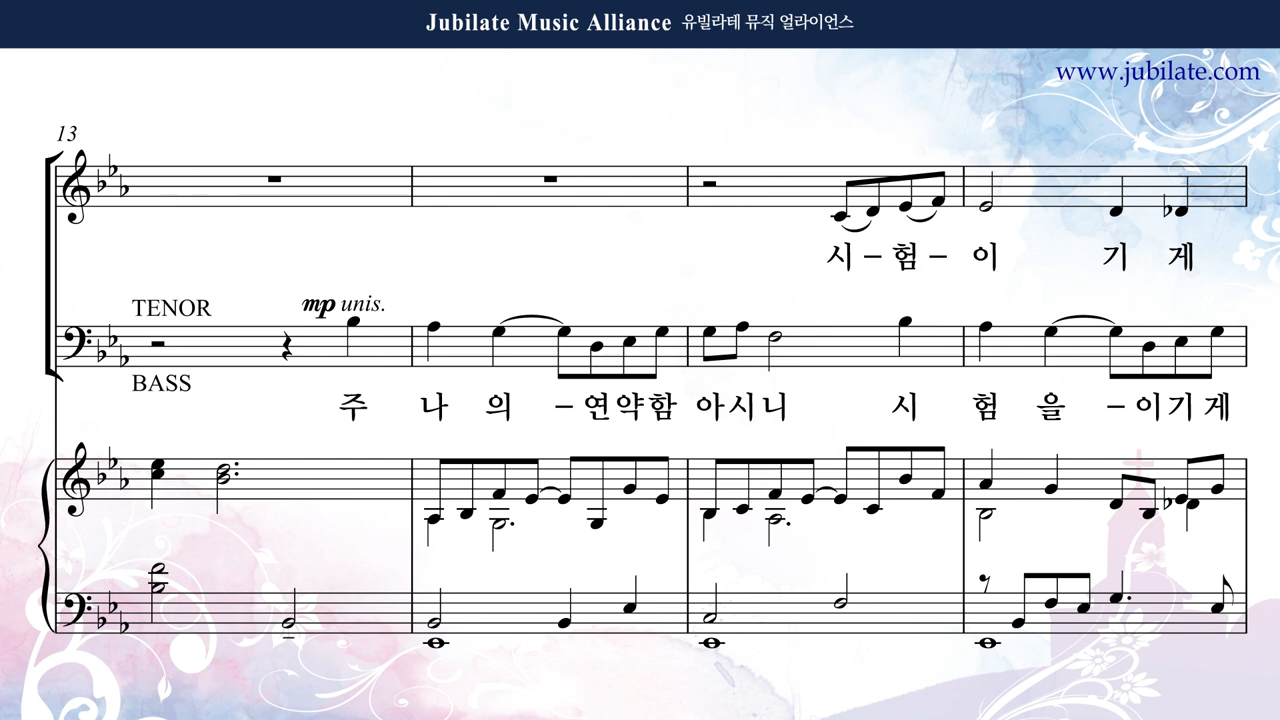 Jubilate Music Alliance 유빌라테 뮤직 얼라이언스
www.jubilate.com
13
시 – 험 – 이 기 게
TENOR mp unis.
BASS
주 나 의 – 연 약 함 아 시 니 시 험 을 – 이 기 게